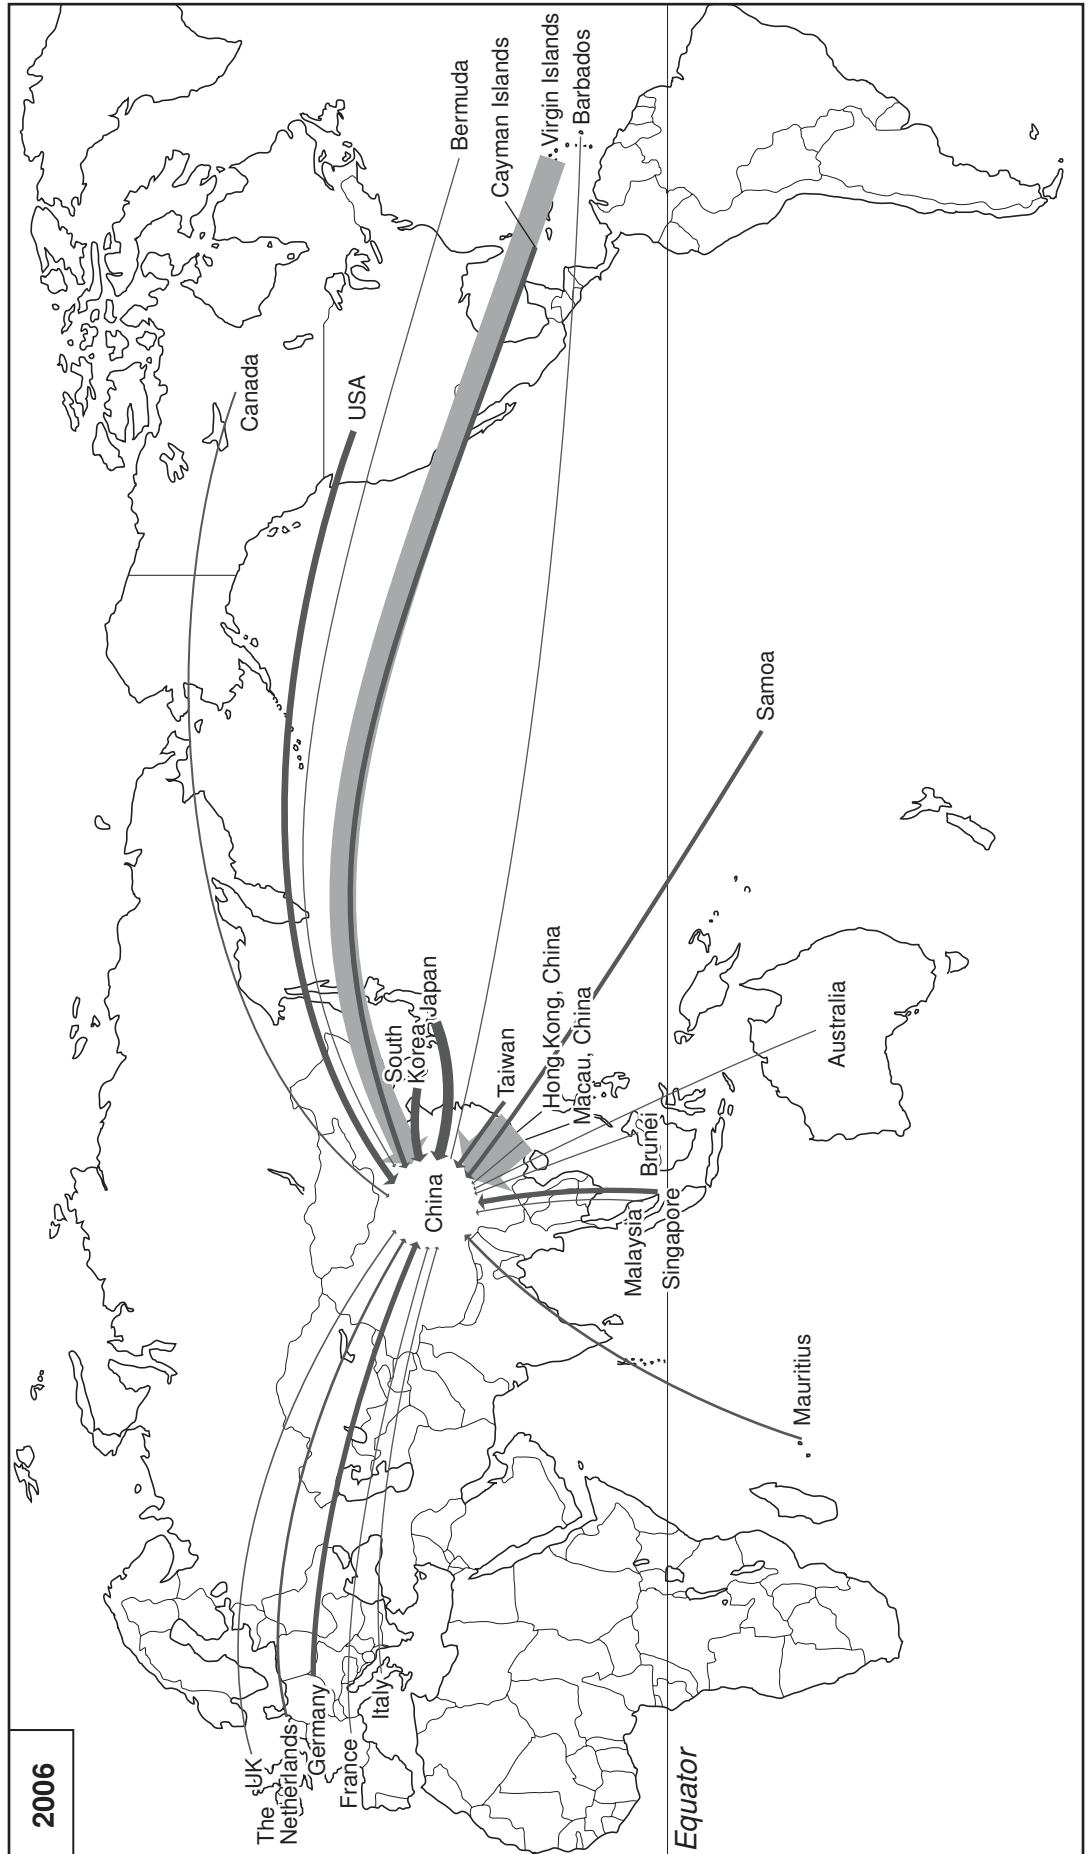 2006
UK
The
Netherlands
Germany
France
Italy
Canada
USA
Bermuda
Cayman Islands
Virgin Islands
Barbados
China
South
Korea
Japan
Taiwan
Hong Kong, China
Macau, China
Brunei
Malaysia
Singapore
Samoa
Australia
Mauritius
Equator